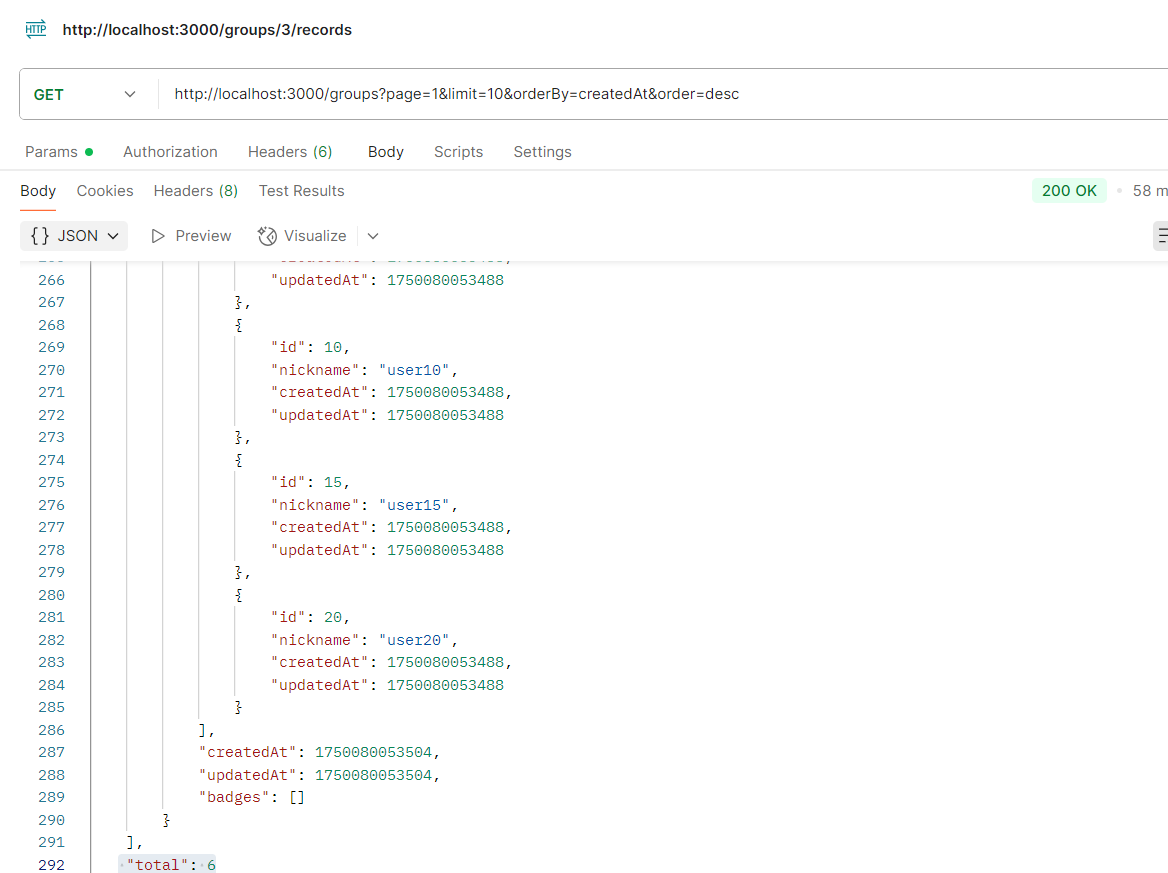 HTTP http://localhost:3000/groups/3/records
GET http://localhost:3000/groups?page=1&limit=10&orderBy=createdAt&order=desc
Params Authorization Headers (6) Body Scripts Settings
Body Cookies Headers (8) Test Results 200 OK 58 m
{} JSON Preview Visualize
266 "updatedAt": 1750080053488
267 },
268 {
269 "id": 10,
270 "nickname": "user10",
271 "createdAt": 1750080053488,
272 "updatedAt": 1750080053488
273 },
274 {
275 "id": 15,
276 "nickname": "user15",
277 "createdAt": 1750080053488,
278 "updatedAt": 1750080053488
279 },
280 {
281 "id": 20,
282 "nickname": "user20",
283 "createdAt": 1750080053488,
284 "updatedAt": 1750080053488
285 }
286 ],
287 "createdAt": 1750080053504,
288 "updatedAt": 1750080053504,
289 "badges": []
290 }
291 ],
292 "total": 6